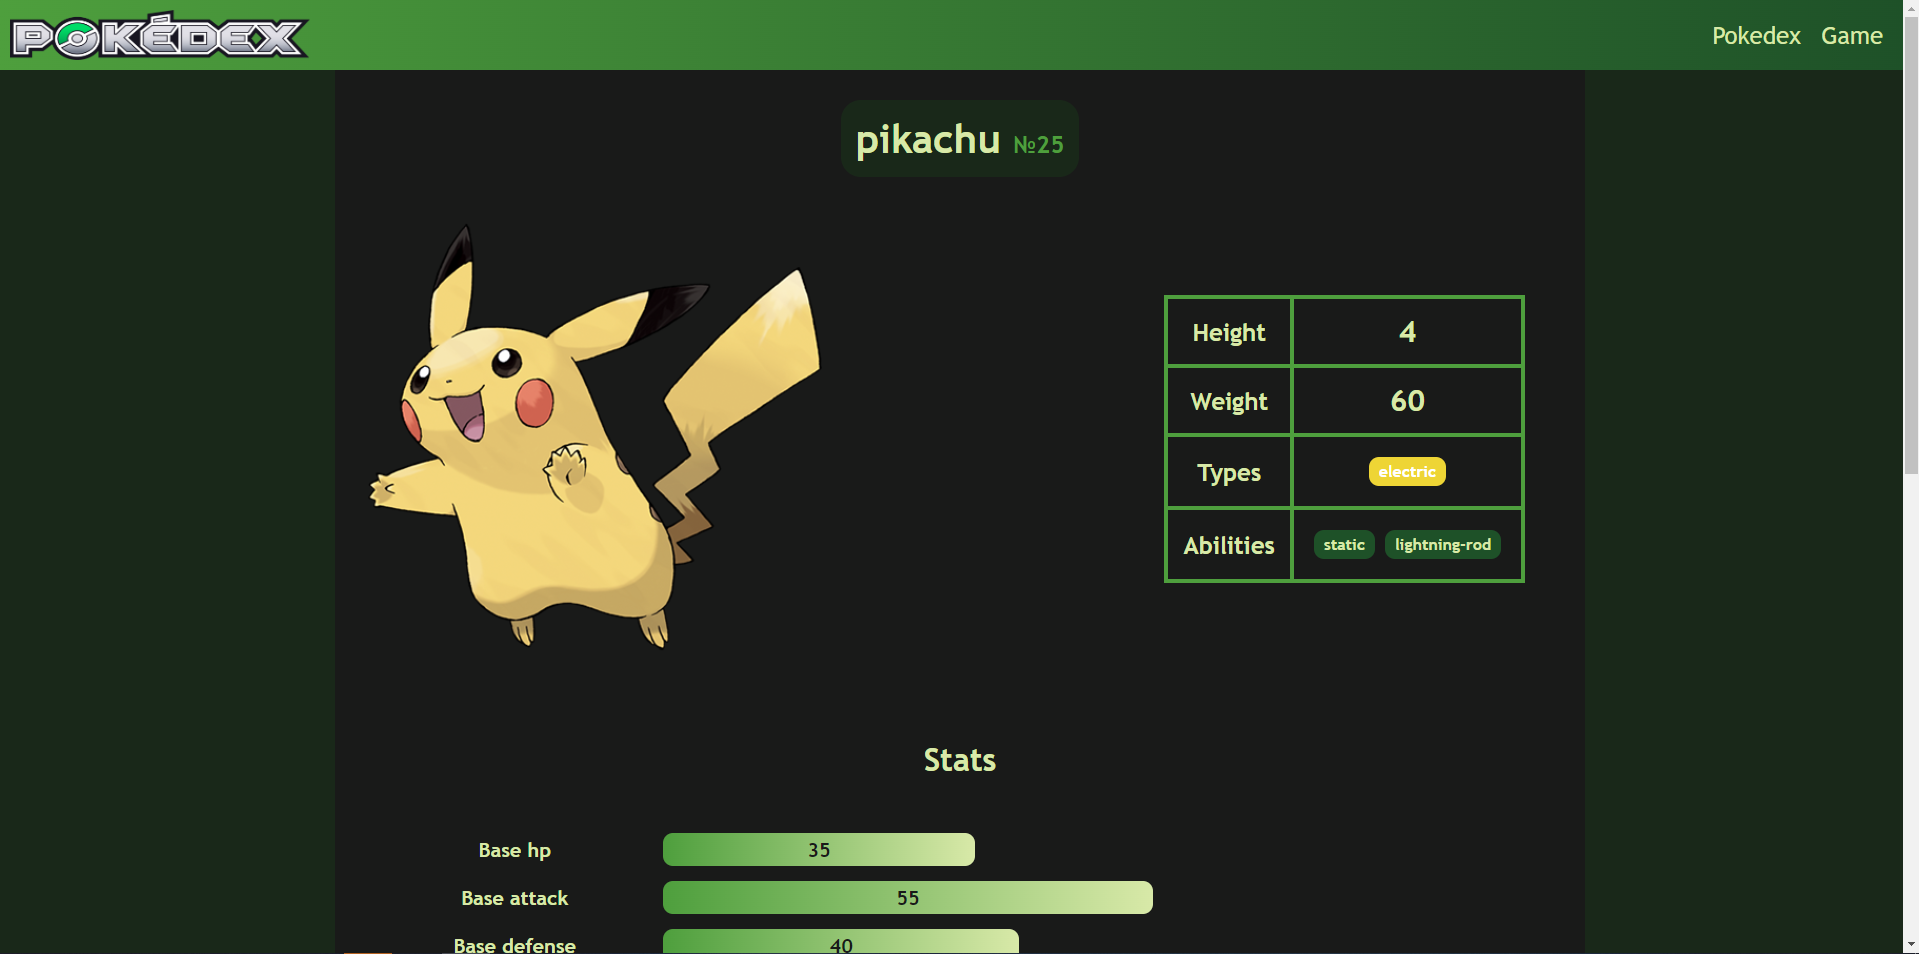 POKÉDEX
Pokedex Game
pikachu №25
Height 4
Weight 60
Types electric
Abilities static lightning-rod
Stats
Base hp 35
Base attack 55
Base defense 40